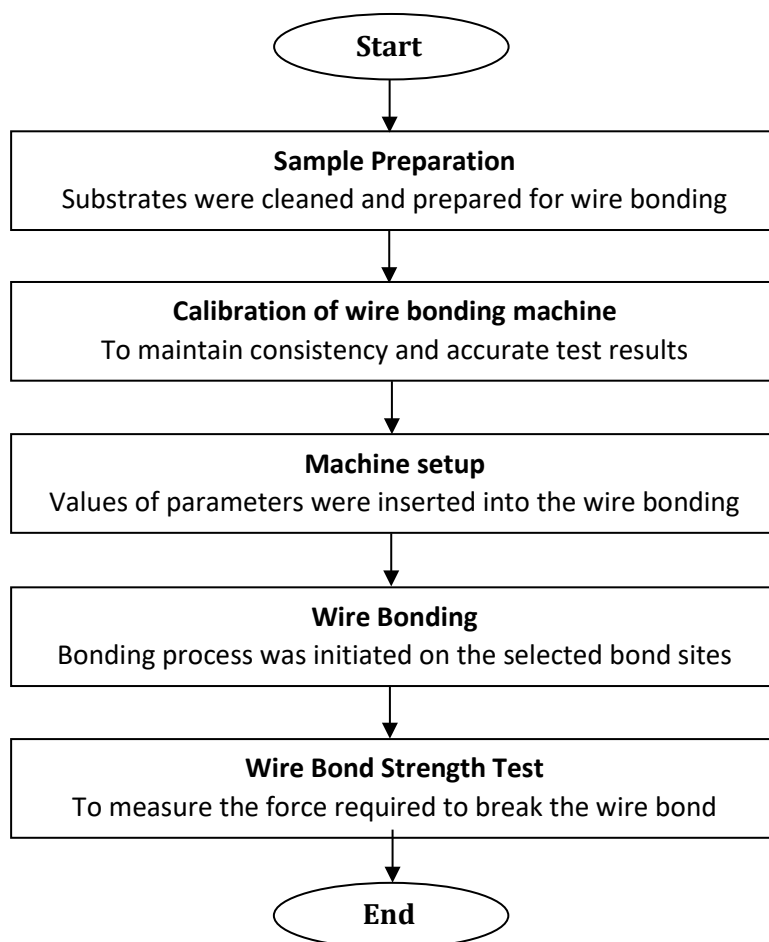 Start
Sample Preparation
Substrates were cleaned and prepared for wire bonding
Calibration of wire bonding machine
To maintain consistency and accurate test results
Machine setup
Values of parameters were inserted into the wire bonding
Wire Bonding
Bonding process was initiated on the selected bond sites
Wire Bond Strength Test
To measure the force required to break the wire bond
End